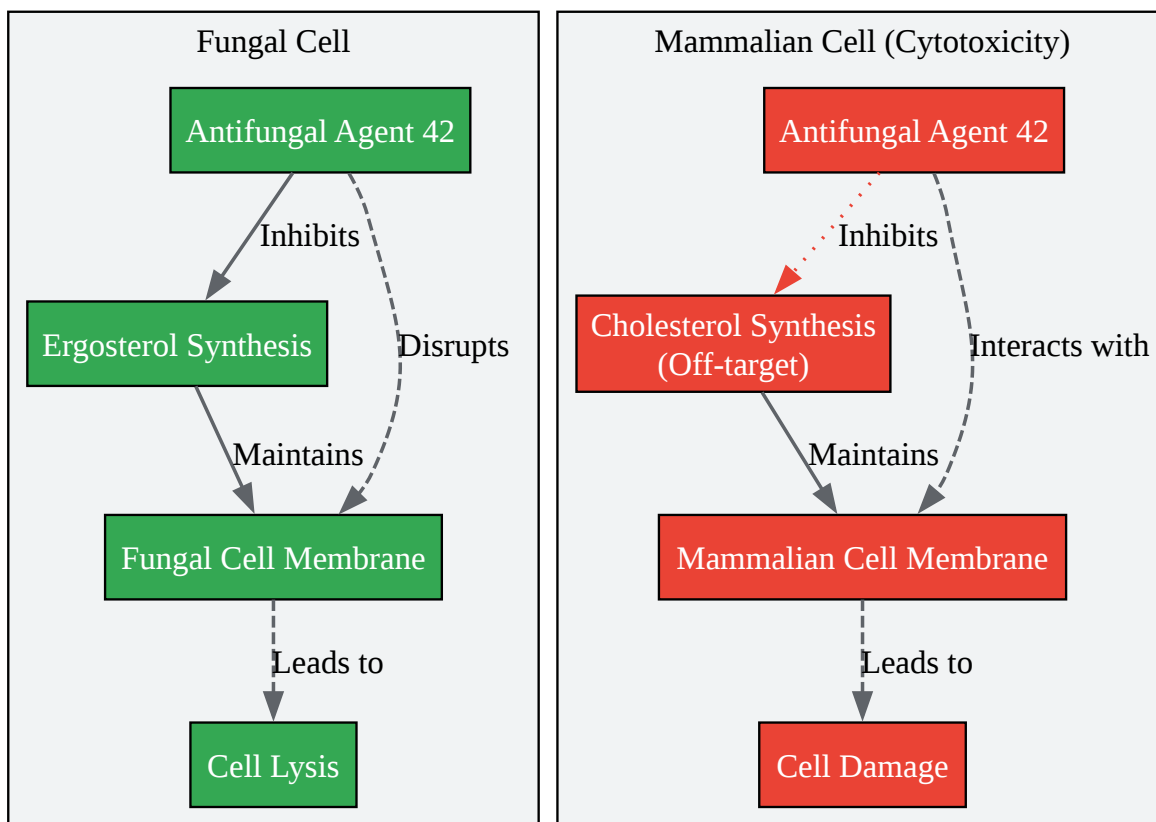 Fungal Cell
Antifungal Agent 42
Inhibits
Ergosterol Synthesis
Disrupts
Maintains
Fungal Cell Membrane
Leads to
Cell Lysis
Mammalian Cell (Cytotoxicity)
Antifungal Agent 42
Inhibits
Cholesterol Synthesis
(Off-target)
Interacts with
Maintains
Mammalian Cell Membrane
Leads to
Cell Damage